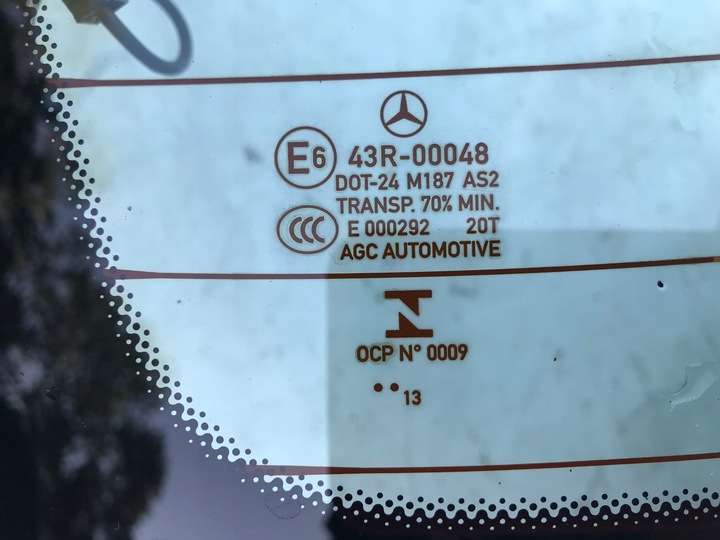 E6 43R-00048
DOT-24 M187 AS2
TRANSP. 70% MIN.
CCC E 000292 20T
AGC AUTOMOTIVE
OCP N° 0009
•• 13